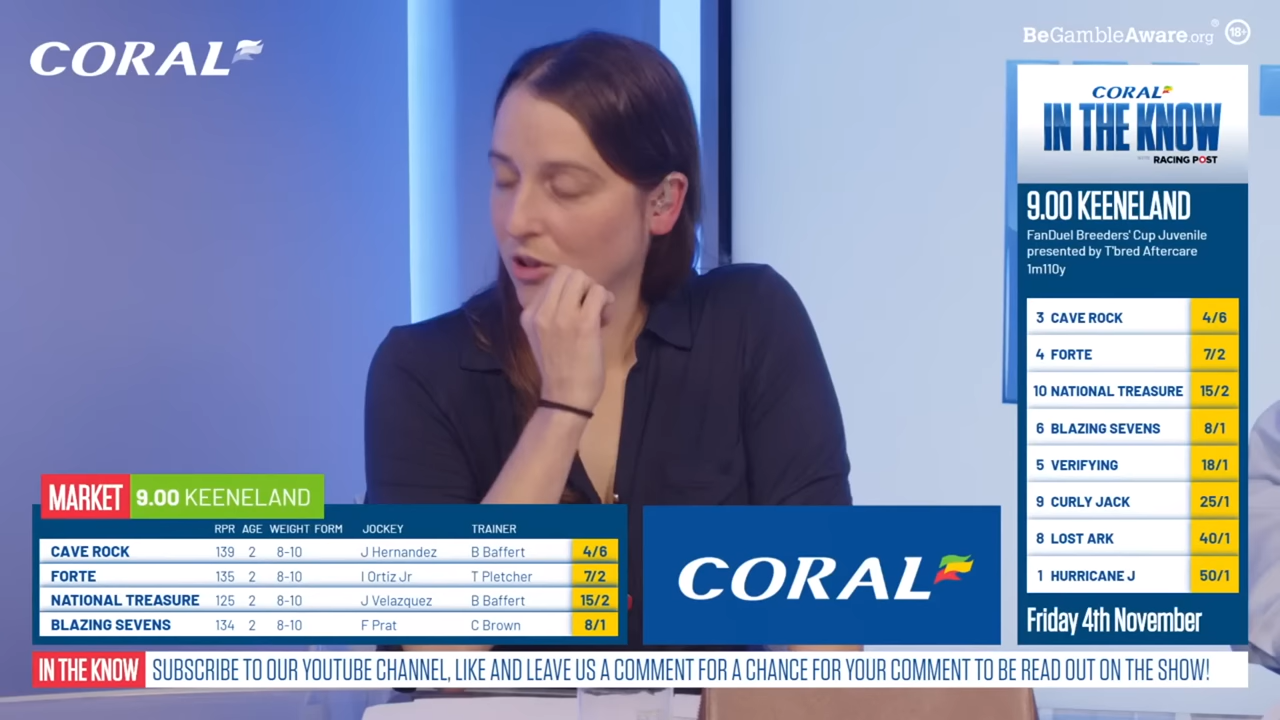 CORAL
BeGambleAware.org® 18+
CORAL
IN THE KNOW
WITH RACING POST
9.00 KEENELAND
FanDuel Breeders' Cup Juvenile
presented by T'bred Aftercare
1m110y
3 CAVE ROCK 4/6
4 FORTE 7/2
10 NATIONAL TREASURE 15/2
6 BLAZING SEVENS 8/1
5 VERIFYING 18/1
9 CURLY JACK 25/1
8 LOST ARK 40/1
1 HURRICANE J 50/1
Friday 4th November
MARKET 9.00 KEENELAND
RPR AGE WEIGHT FORM JOCKEY TRAINER
CAVE ROCK 139 2 8-10 J Hernandez B Baffert 4/6
FORTE 135 2 8-10 I Ortiz Jr T Pletcher 7/2
NATIONAL TREASURE 125 2 8-10 J Velazquez B Baffert 15/2
BLAZING SEVENS 134 2 8-10 F Prat C Brown 8/1
CORAL
IN THE KNOW SUBSCRIBE TO OUR YOUTUBE CHANNEL, LIKE AND LEAVE US A COMMENT FOR A CHANCE FOR YOUR COMMENT TO BE READ OUT ON THE SHOW!